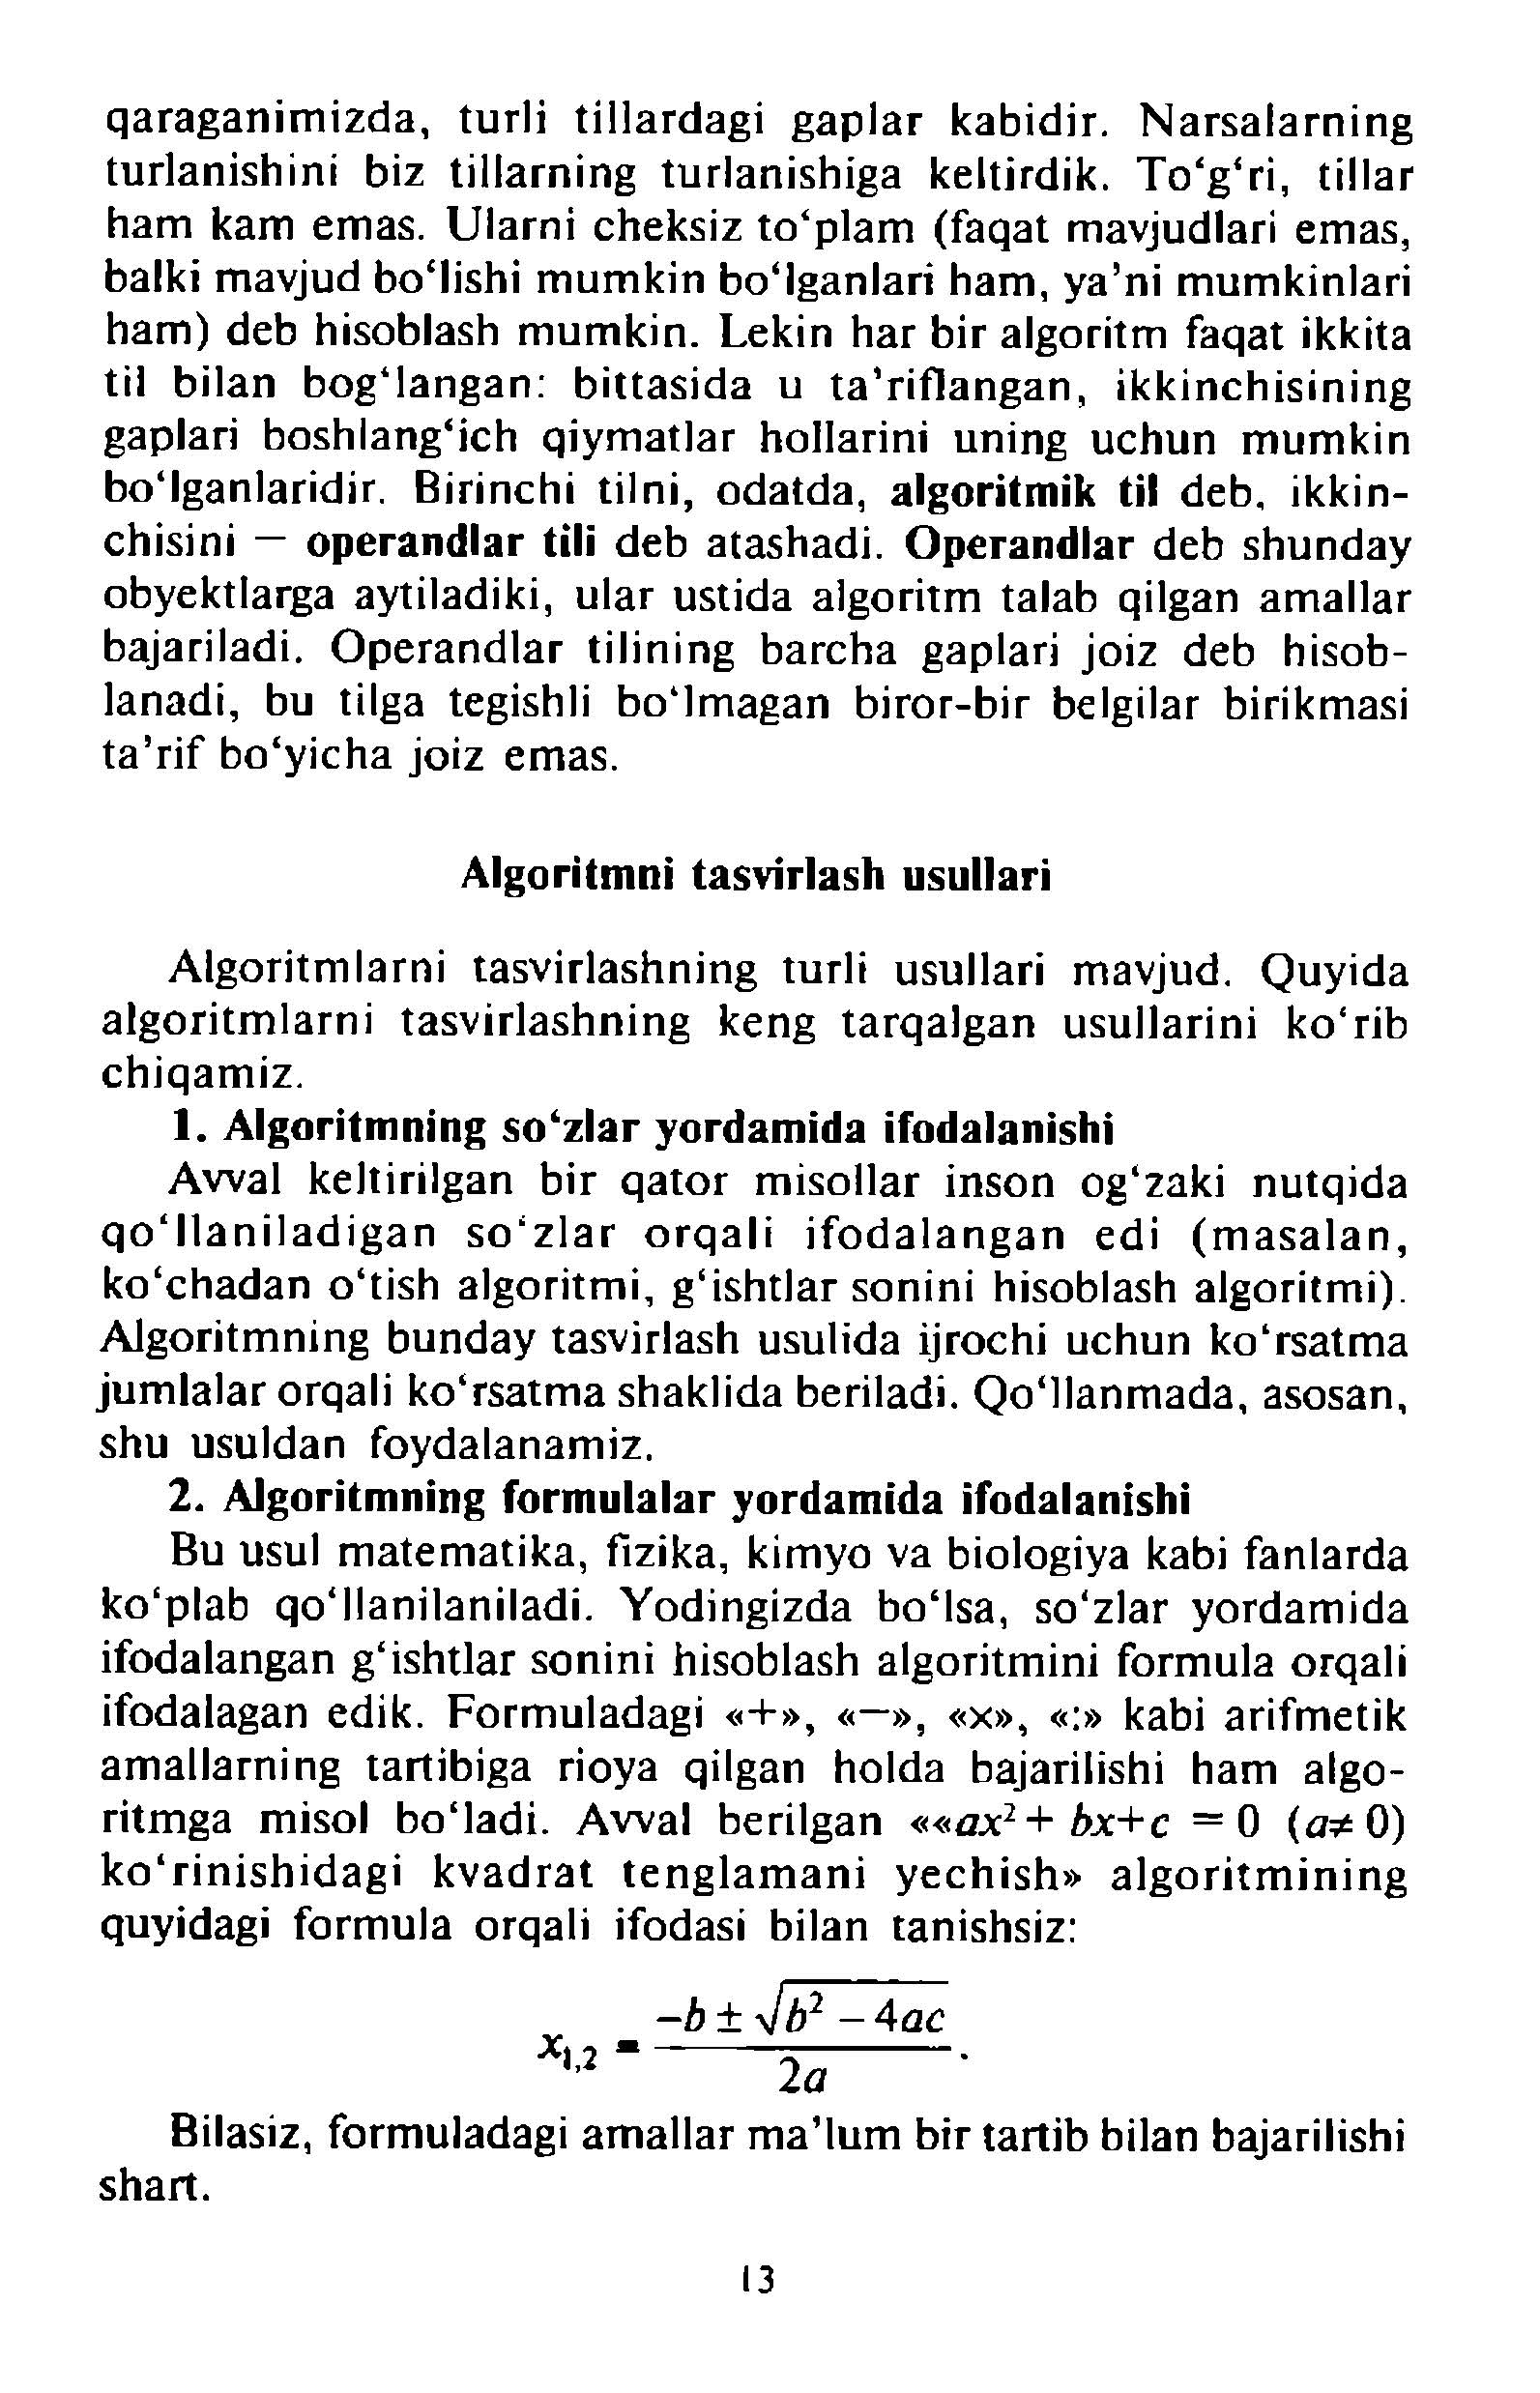 qaraganimizda, turli tillardagi gaplar kabidir. Narsalarning
turlanishini biz tillarning turlanishiga keltirdik. To‘g‘ri, tillar
ham kam emas. Ularni cheksiz to‘plam (faqat mavjudlari emas,
balki mavjud bo‘lishi mumkin bo‘lganlari ham, ya’ni mumkinlari
ham) deb hisoblash mumkin. Lekin har bir algoritm faqat ikkita
til bilan bog‘langan: bittasida u ta’riflangan, ikkinchisining
gaplari boshlang‘ich qiymatlar hollarini uning uchun mumkin
bo‘lganlaridir. Birinchi tilni, odatda, algoritmik til deb, ikkin-
chisini — operandlar tili deb atashadi. Operandlar deb shunday
obyektlarga aytiladiki, ular ustida algoritm talab qilgan amallar
bajariladi. Operandlar tilining barcha gaplari joiz deb hisob-
lanadi, bu tilga tegishli bo‘lmagan biror-bir belgilar birikmasi
ta’rif bo‘yicha joiz emas.
Algoritmni tasvirlash usullari
Algoritmlarni tasvirlashning turli usullari mavjud. Quyida
algoritmlarni tasvirlashning keng tarqalgan usullarini ko‘rib
chiqamiz.
1. Algoritmning so‘zlar yordamida ifodalanishi
Avval keltirilgan bir qator misollar inson og‘zaki nutqida
qo‘llaniladigan so‘zlar orqali ifodalangan edi (masalan,
ko‘chadan o‘tish algoritmi, g‘ishtlar sonini hisoblash algoritmi).
Algoritmning bunday tasvirlash usulida ijrochi uchun ko‘rsatma
jumlalar orqali ko‘rsatma shaklida beriladi. Qo‘llanmada, asosan,
shu usuldan foydalanamiz.
2. Algoritmning formulalar yordamida ifodalanishi
Bu usul matematika, fizika, kimyo va biologiya kabi fanlarda
ko‘plab qo‘llanilaniladi. Yodingizda bo‘lsa, so‘zlar yordamida
ifodalangan g‘ishtlar sonini hisoblash algoritmini formula orqali
ifodalagan edik. Formuladagi «+», «—», «x», «:» kabi arifmetik
amallarning tartibiga rioya qilgan holda bajarilishi ham algo-
ritmga misol bo‘ladi. Avval berilgan ««ax² + bx+c = 0 (a≠ 0)
ko‘rinishidagi kvadrat tenglamani yechish» algoritmining
quyidagi formula orqali ifodasi bilan tanishsiz:
x₁,₂ = (−b ± √(b² − 4ac)) / 2a.
Bilasiz, formuladagi amallar ma’lum bir tartib bilan bajarilishi
shart.
13